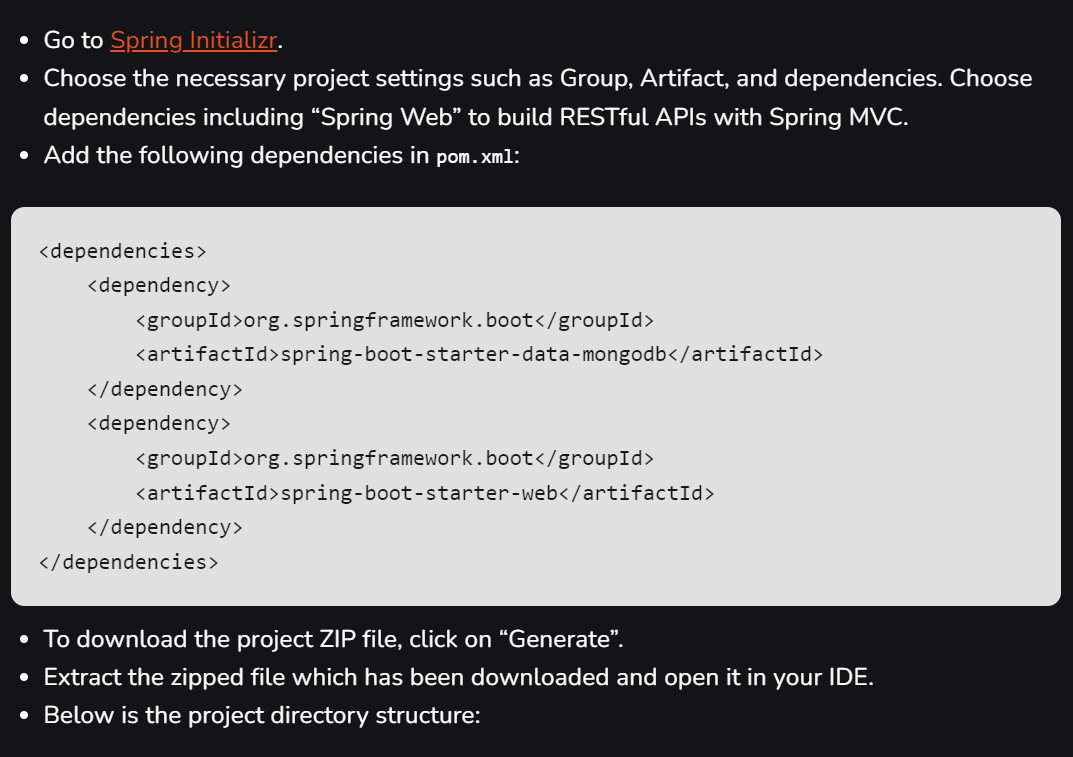 Go to Spring Initializr.
Choose the necessary project settings such as Group, Artifact, and dependencies. Choose
dependencies including “Spring Web” to build RESTful APIs with Spring MVC.
Add the following dependencies in pom.xml:
<dependencies>
    <dependency>
        <groupId>org.springframework.boot</groupId>
        <artifactId>spring-boot-starter-data-mongodb</artifactId>
    </dependency>
    <dependency>
        <groupId>org.springframework.boot</groupId>
        <artifactId>spring-boot-starter-web</artifactId>
    </dependency>
</dependencies>
To download the project ZIP file, click on “Generate”.
Extract the zipped file which has been downloaded and open it in your IDE.
Below is the project directory structure: